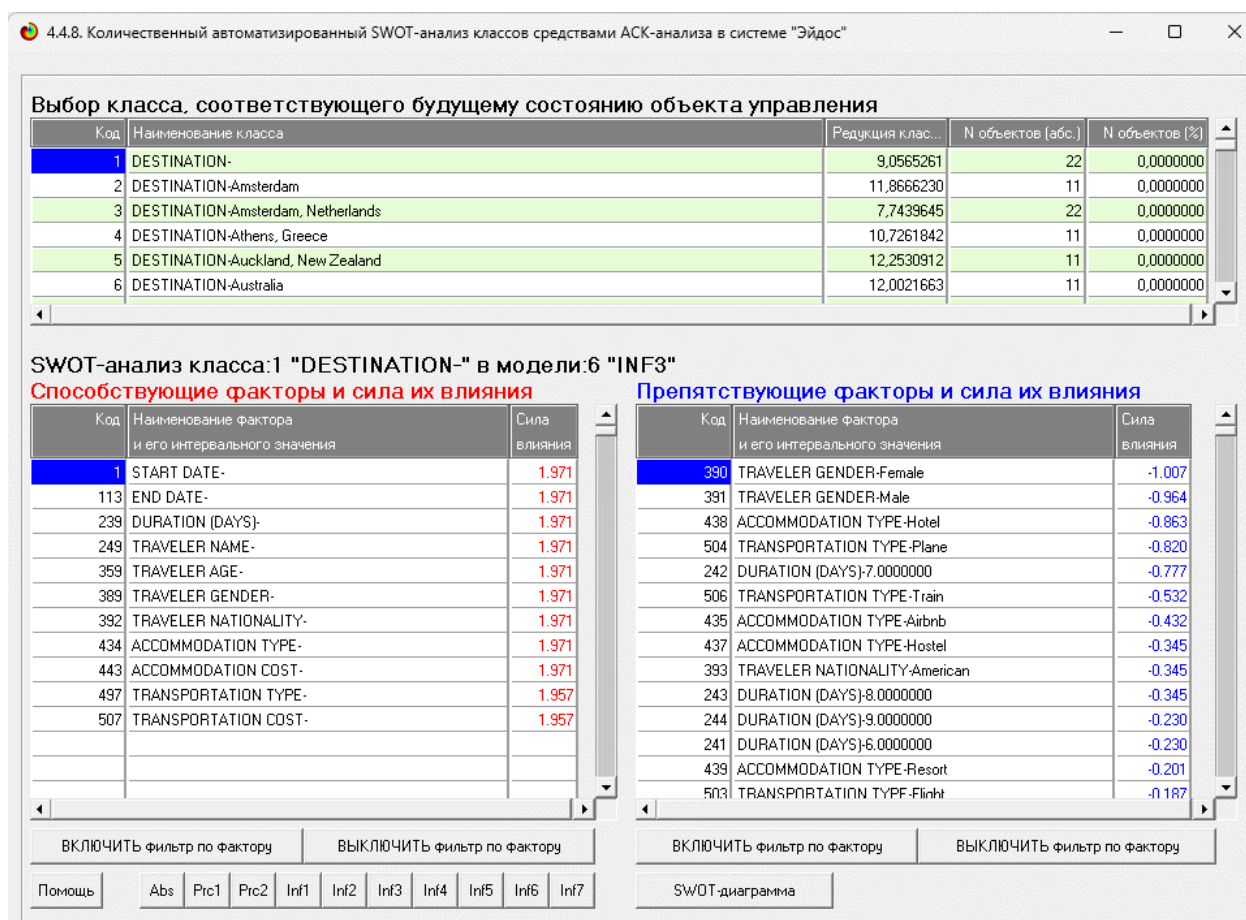 4.4.8. Количественный автоматизированный SWOT-анализ классов средствами АСК-анализа в системе "Эйдос"
Выбор класса, соответствующего будущему состоянию объекта управления
Код Наименование класса Редукция клас... N объектов (абс.) N объектов (%)
1 DESTINATION- 9,0565261 22 0,0000000
2 DESTINATION-Amsterdam 11,8666230 11 0,0000000
3 DESTINATION-Amsterdam, Netherlands 7,7439645 22 0,0000000
4 DESTINATION-Athens, Greece 10,7261842 11 0,0000000
5 DESTINATION-Auckland, New Zealand 12,2530912 11 0,0000000
6 DESTINATION-Australia 12,0021663 11 0,0000000
SWOT-анализ класса:1 "DESTINATION-" в модели:6 "INF3"
Способствующие факторы и сила их влияния
Код Наименование фактора Сила
и его интервального значения влияния
1 START DATE- 1.971
113 END DATE- 1.971
239 DURATION (DAYS)- 1.971
249 TRAVELER NAME- 1.971
359 TRAVELER AGE- 1.971
389 TRAVELER GENDER- 1.971
392 TRAVELER NATIONALITY- 1.971
434 ACCOMMODATION TYPE- 1.971
443 ACCOMMODATION COST- 1.971
497 TRANSPORTATION TYPE- 1.957
507 TRANSPORTATION COST- 1.957
Препятствующие факторы и сила их влияния
Код Наименование фактора Сила
и его интервального значения влияния
390 TRAVELER GENDER-Female -1.007
391 TRAVELER GENDER-Male -0.964
438 ACCOMMODATION TYPE-Hotel -0.863
504 TRANSPORTATION TYPE-Plane -0.820
242 DURATION (DAYS)-7.0000000 -0.777
506 TRANSPORTATION TYPE-Train -0.532
435 ACCOMMODATION TYPE-Airbnb -0.432
437 ACCOMMODATION TYPE-Hostel -0.345
393 TRAVELER NATIONALITY-American -0.345
243 DURATION (DAYS)-8.0000000 -0.345
244 DURATION (DAYS)-9.0000000 -0.230
241 DURATION (DAYS)-6.0000000 -0.230
439 ACCOMMODATION TYPE-Resort -0.201
503 TRANSPORTATION TYPE-Flight -0.187
ВКЛЮЧИТЬ фильтр по фактору ВЫКЛЮЧИТЬ фильтр по фактору
ВКЛЮЧИТЬ фильтр по фактору ВЫКЛЮЧИТЬ фильтр по фактору
Помощь Abs Prc1 Prc2 Inf1 Inf2 Inf3 Inf4 Inf5 Inf6 Inf7
SWOT-диаграмма